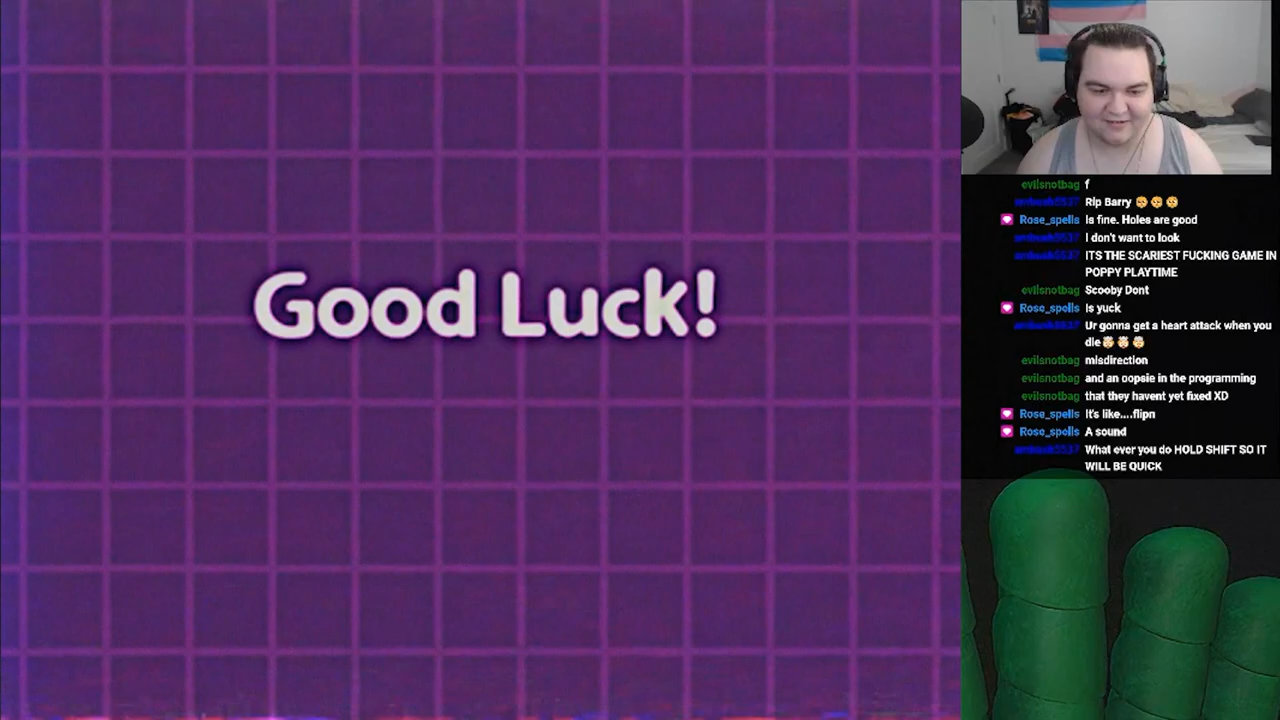 Good Luck!
evilsnotbag f
Rip Barry
Rose_spells Is fine. Holes are good
I don't want to look
ITS THE SCARIEST FUCKING GAME IN
POPPY PLAYTIME
evilsnotbag Scooby Dont
Rose_spells Is yuck
Ur gonna get a heart attack when you
die
evilsnotbag misdirection
evilsnotbag and an oopsie in the programming
evilsnotbag that they havent yet fixed XD
Rose_spells It's like....flipn
Rose_spells A sound
What ever you do HOLD SHIFT SO IT
WILL BE QUICK